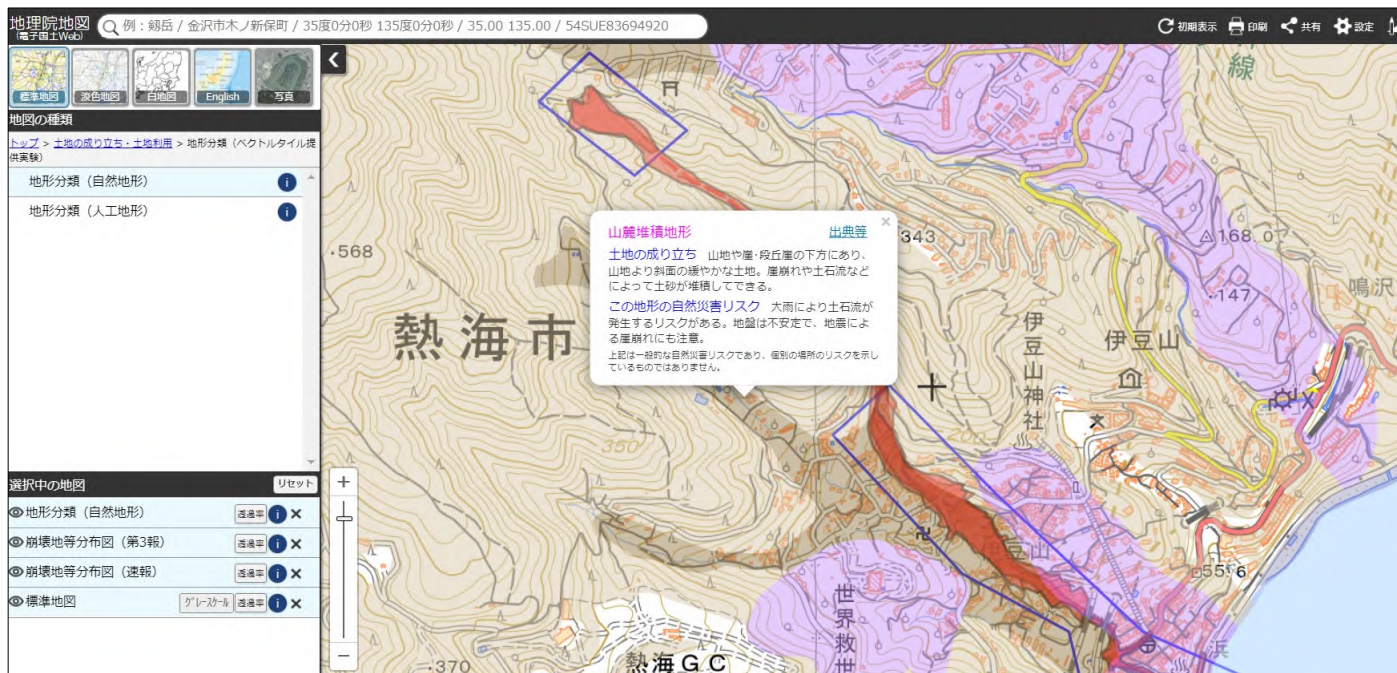 地理院地図
(電子国土Web)
例：剱岳 / 金沢市木ノ新保町 / 35度0分0秒 135度0分0秒 / 35.00 135.00 / 54SUE83694920
初期表示
印刷
共有
設定
標準地図
淡色地図
白地図
English
写真
地図の種類
トップ > 土地の成り立ち・土地利用 > 地形分類（ベクトルタイル提
供実験）
地形分類（自然地形）
地形分類（人工地形）
選択中の地図
リセット
地形分類（自然地形）
透過率
崩壊地等分布図（第3報）
透過率
崩壊地等分布図（速報）
透過率
標準地図
グレースケール
透過率
山麓堆積地形
出典等
土地の成り立ち 山地や崖・段丘崖の下方にあり、
山地より斜面の緩やかな土地。崖崩れや土石流など
によって土砂が堆積してできる。
この地形の自然災害リスク 大雨により土石流が
発生するリスクがある。地盤は不安定で、地震によ
る崖崩れにも注意。
上記は一般的な自然災害リスクであり、個別の場所のリスクを示し
ているものではありません。
線
・568
343
168.0
・147
鳴沢
熱海市
伊豆山
伊豆山神社
350
200
伊豆山
55.6
世界救世
浜
・370
熱海GC